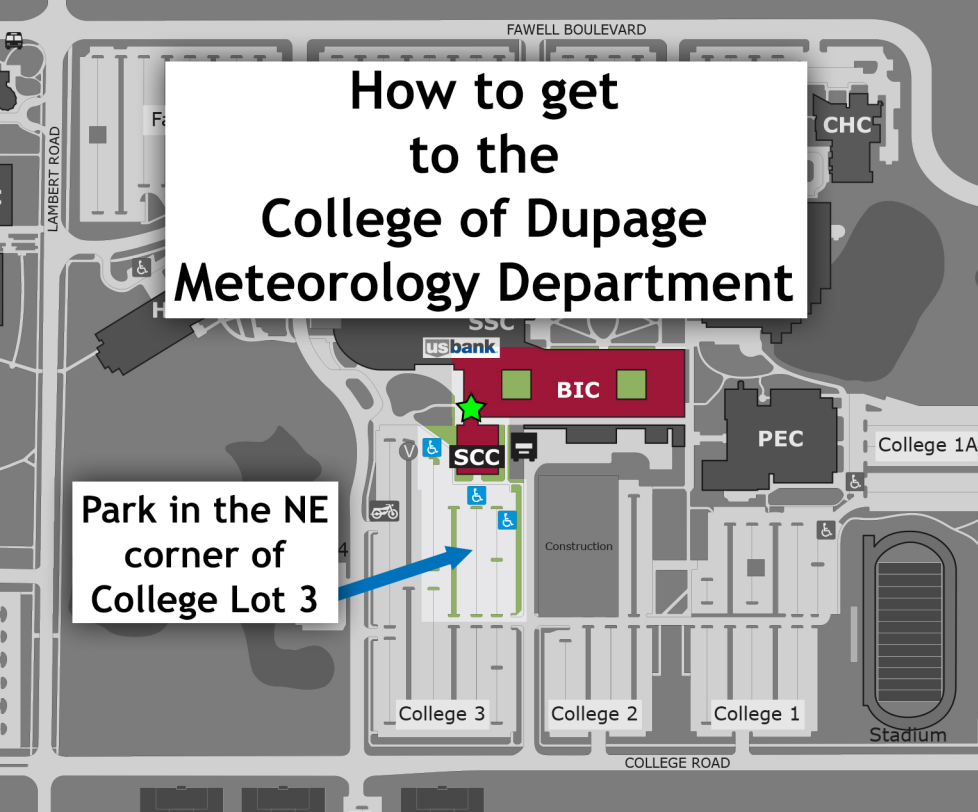 FAWELL BOULEVARD
How to get
to the
College of Dupage
Meteorology Department
LAMBERT ROAD
CHC
SSC
usbank
BIC
SCC
PEC
V
College 1A
Park in the NE
corner of
College Lot 3
4
Construction
College 3
College 2
College 1
Stadium
COLLEGE ROAD